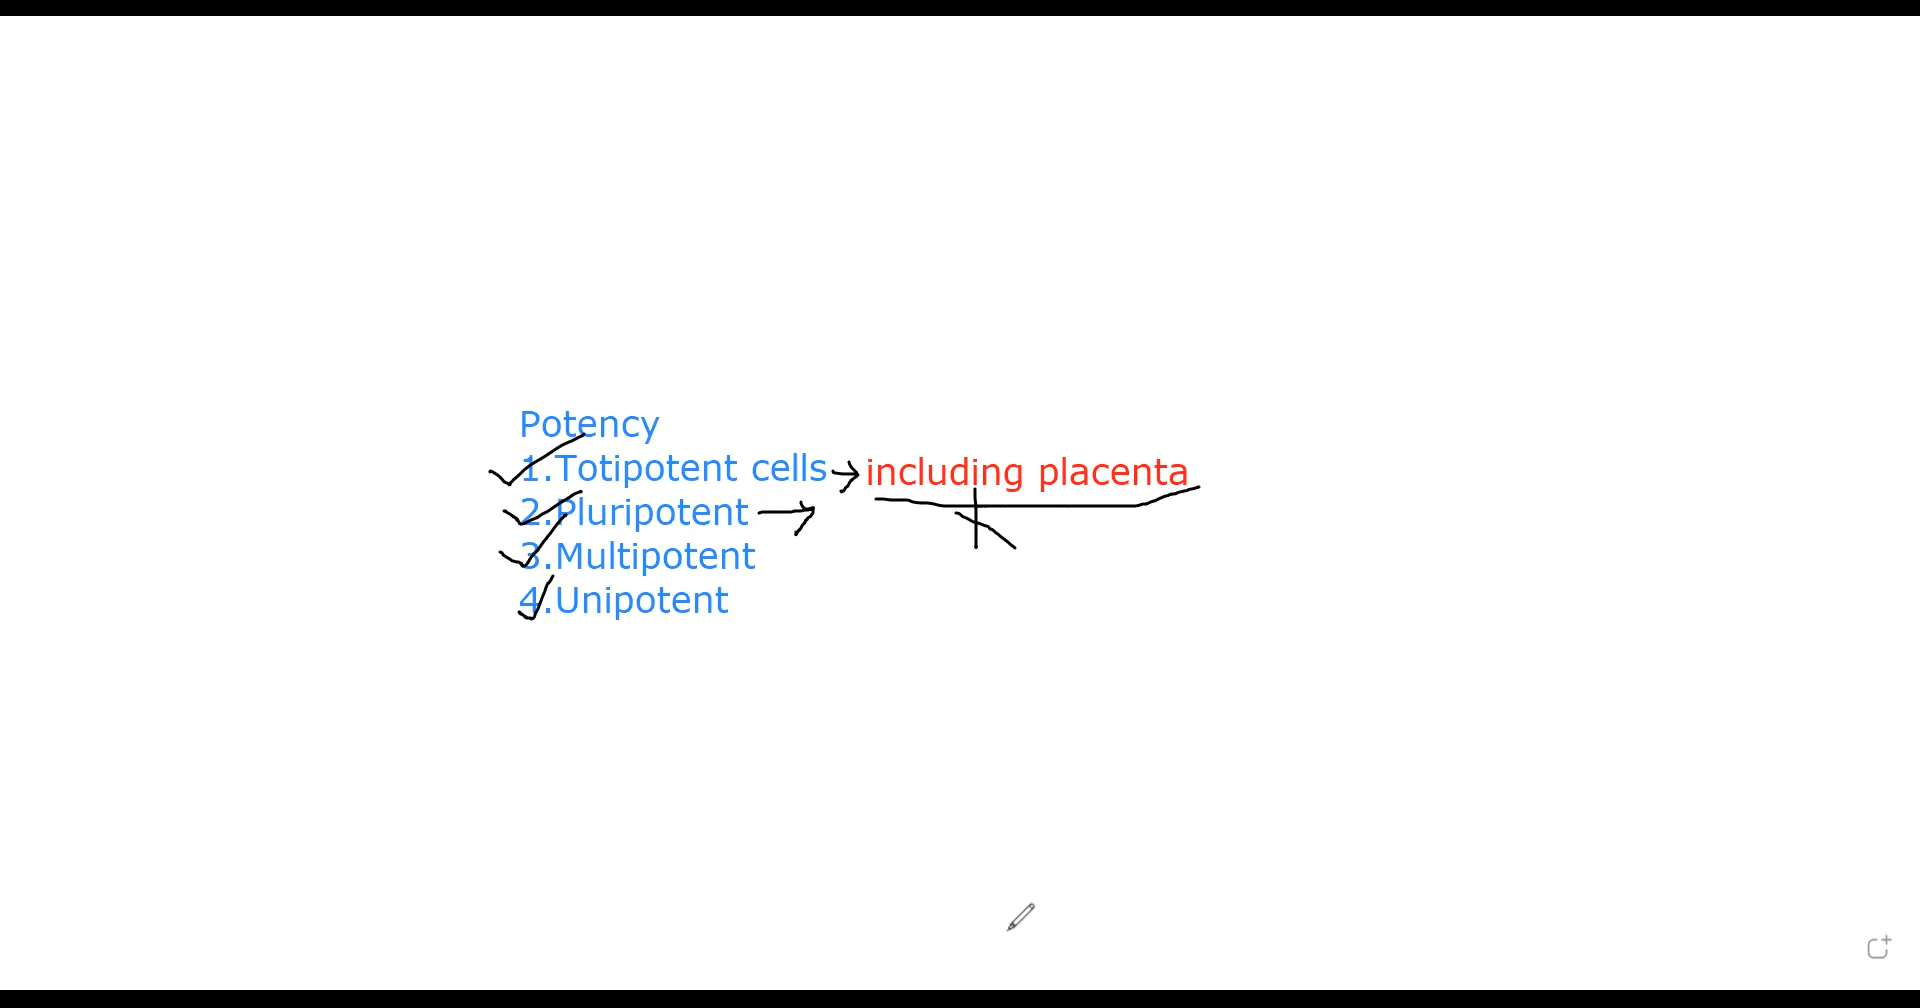 Potency
1.Totipotent cells → including placenta
2.Pluripotent →
3.Multipotent
4.Unipotent